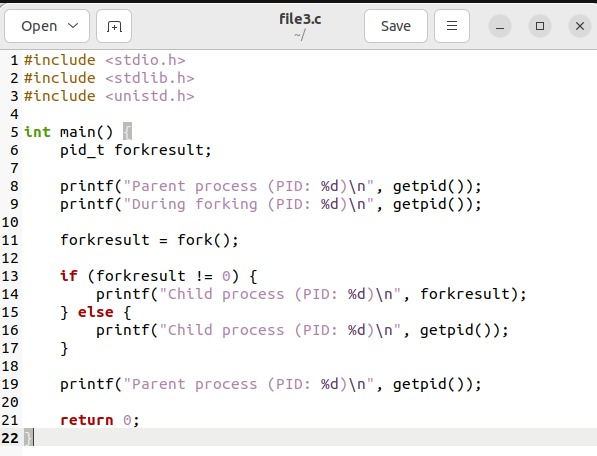 Open file3.c Save
~/
1 #include <stdio.h>
2 #include <stdlib.h>
3 #include <unistd.h>
4
5 int main() {
6     pid_t forkresult;
7
8     printf("Parent process (PID: %d)\n", getpid());
9     printf("During forking (PID: %d)\n", getpid());
10
11     forkresult = fork();
12
13     if (forkresult != 0) {
14         printf("Child process (PID: %d)\n", forkresult);
15     } else {
16         printf("Child process (PID: %d)\n", getpid());
17     }
18
19     printf("Parent process (PID: %d)\n", getpid());
20
21     return 0;
22 }